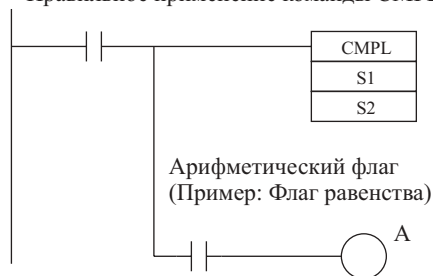 Правильное применение команды CMPL
CMPL
S1
S2
Арифметический флаг
(Пример: Флаг равенства)
A